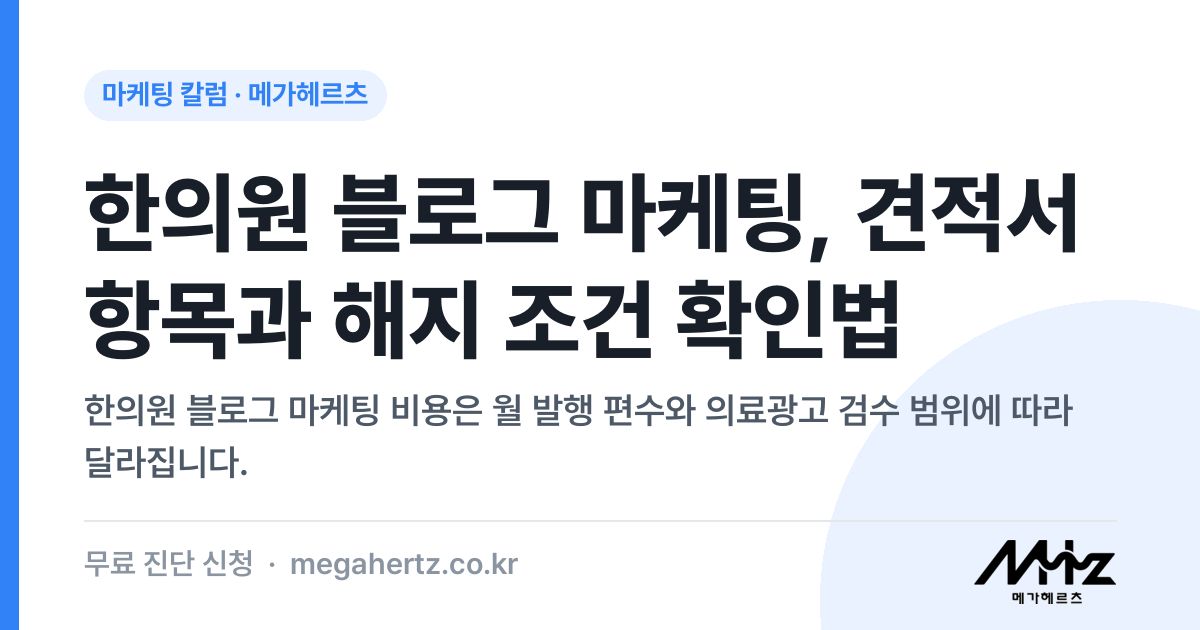 마케팅 칼럼 · 메가헤르츠
한의원 블로그 마케팅, 견적서
항목과 해지 조건 확인법
한의원 블로그 마케팅 비용은 월 발행 편수와 의료광고 검수 범위에 따라
달라집니다.
무료 진단 신청 · megahertz.co.kr
MHz
메가헤르츠